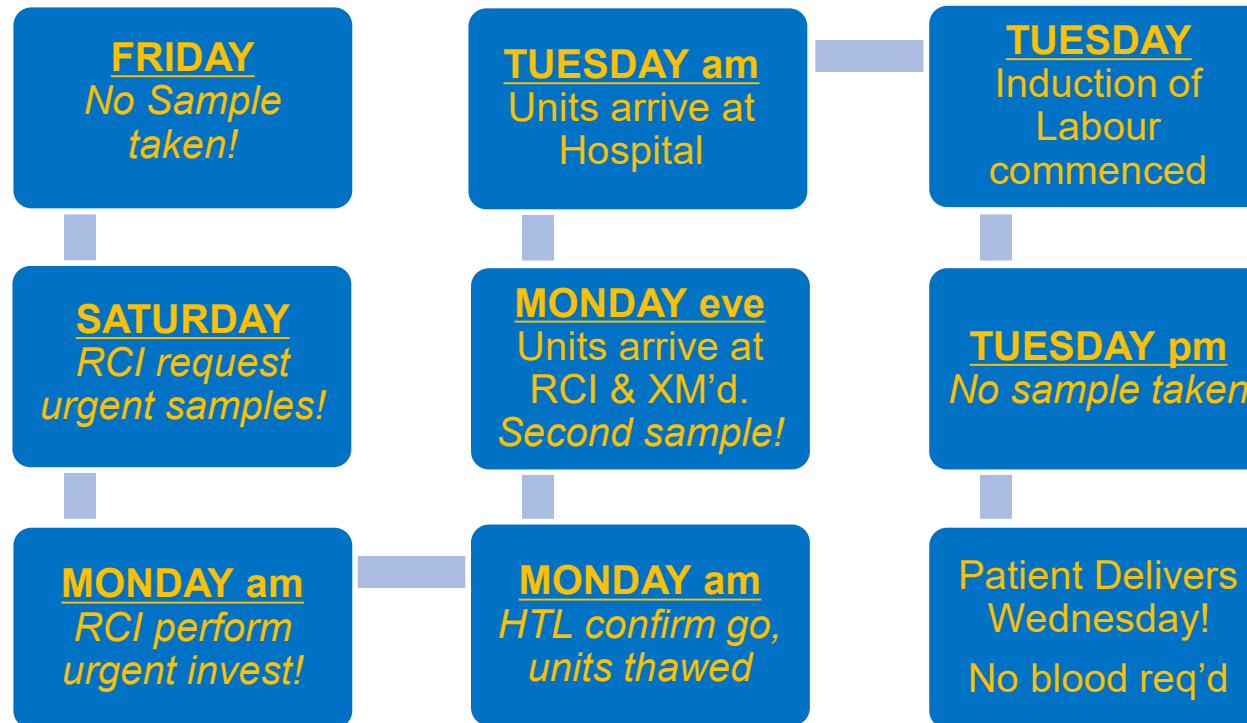 FRIDAY
No Sample
taken!
SATURDAY
RCI request
urgent samples!
MONDAY am
RCI perform
urgent invest!
MONDAY am
HTL confirm go,
units thawed
MONDAY eve
Units arrive at
RCI & XM’d.
Second sample!
TUESDAY am
Units arrive at
Hospital
TUESDAY
Induction of
Labour
commenced
TUESDAY pm
No sample taken
Patient Delivers
Wednesday!
No blood req’d